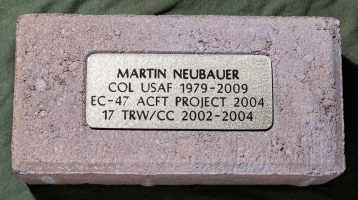 MARTIN NEUBAUER
COL USAF 1979-2009
EC-47 ACFT PROJECT 2004
17 TRW/CC 2002-2004